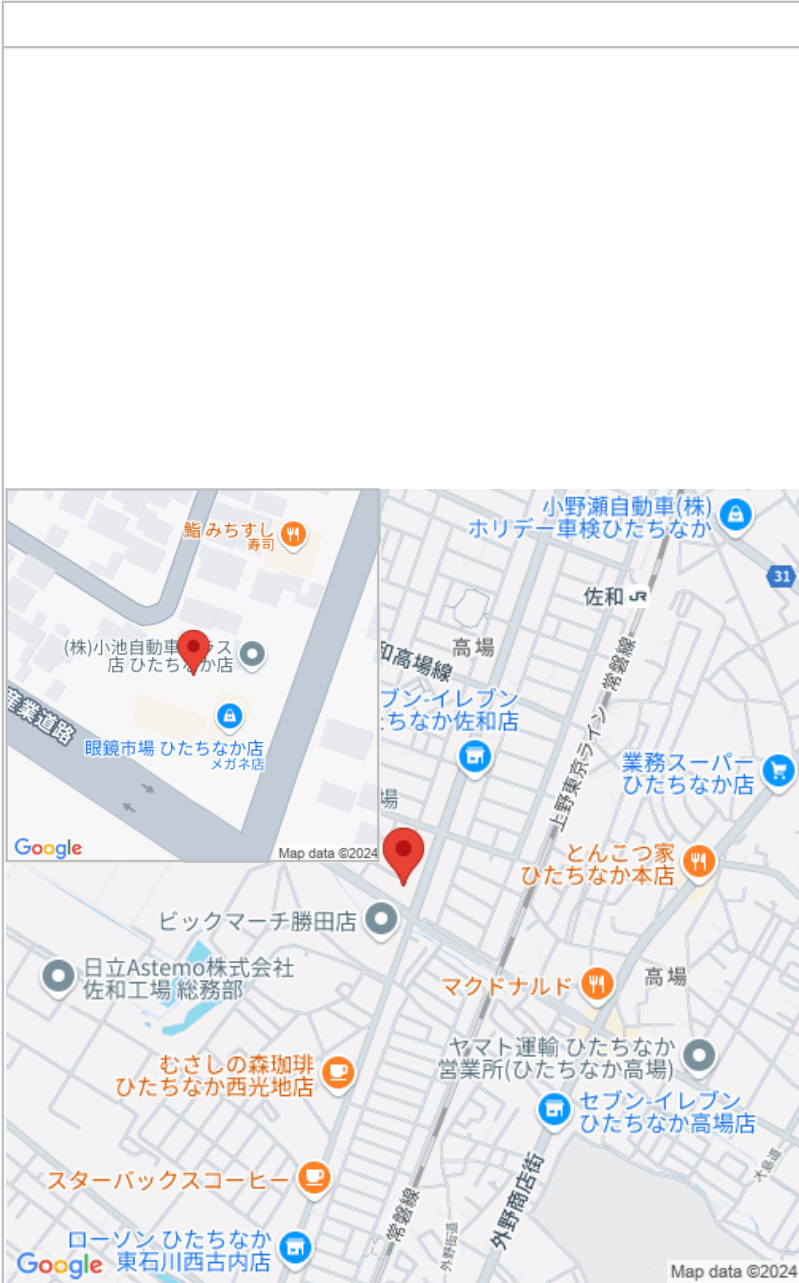 鮨 みちすし
寿司
(株)小池自動車
店 ひたちなか店
産業道路
眼鏡市場 ひたちなか店
メガネ店
Google
Map data ©2024
小野瀬自動車(株)
ホリデー車検ひたちなか
31
佐和 JR
高場
和高場線
ブン-イレブン
ちなか佐和店
上野東京ライン
常磐線
業務スーパー
ひたちなか店
場
とんこつ家
ひたちなか本店
ビックマーチ勝田店
日立Astemo株式会社
佐和工場 総務部
マクドナルド
高場
ヤマト運輸 ひたちなか
営業所(ひたちなか高場)
むさしの森珈琲
ひたちなか西光地店
セブン-イレブン
ひたちなか高場店
スターバックスコーヒー
外野商店街
常磐線
外野街道
ローソン ひたちなか
東石川西古内店
Google
Map data ©2024